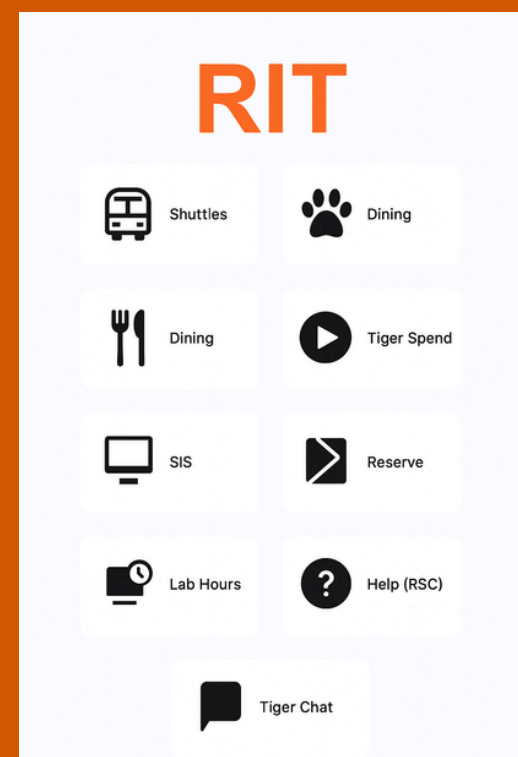 RIT
Shuttles
Dining
Dining
Tiger Spend
SIS
Reserve
Lab Hours
Help (RSC)
Tiger Chat